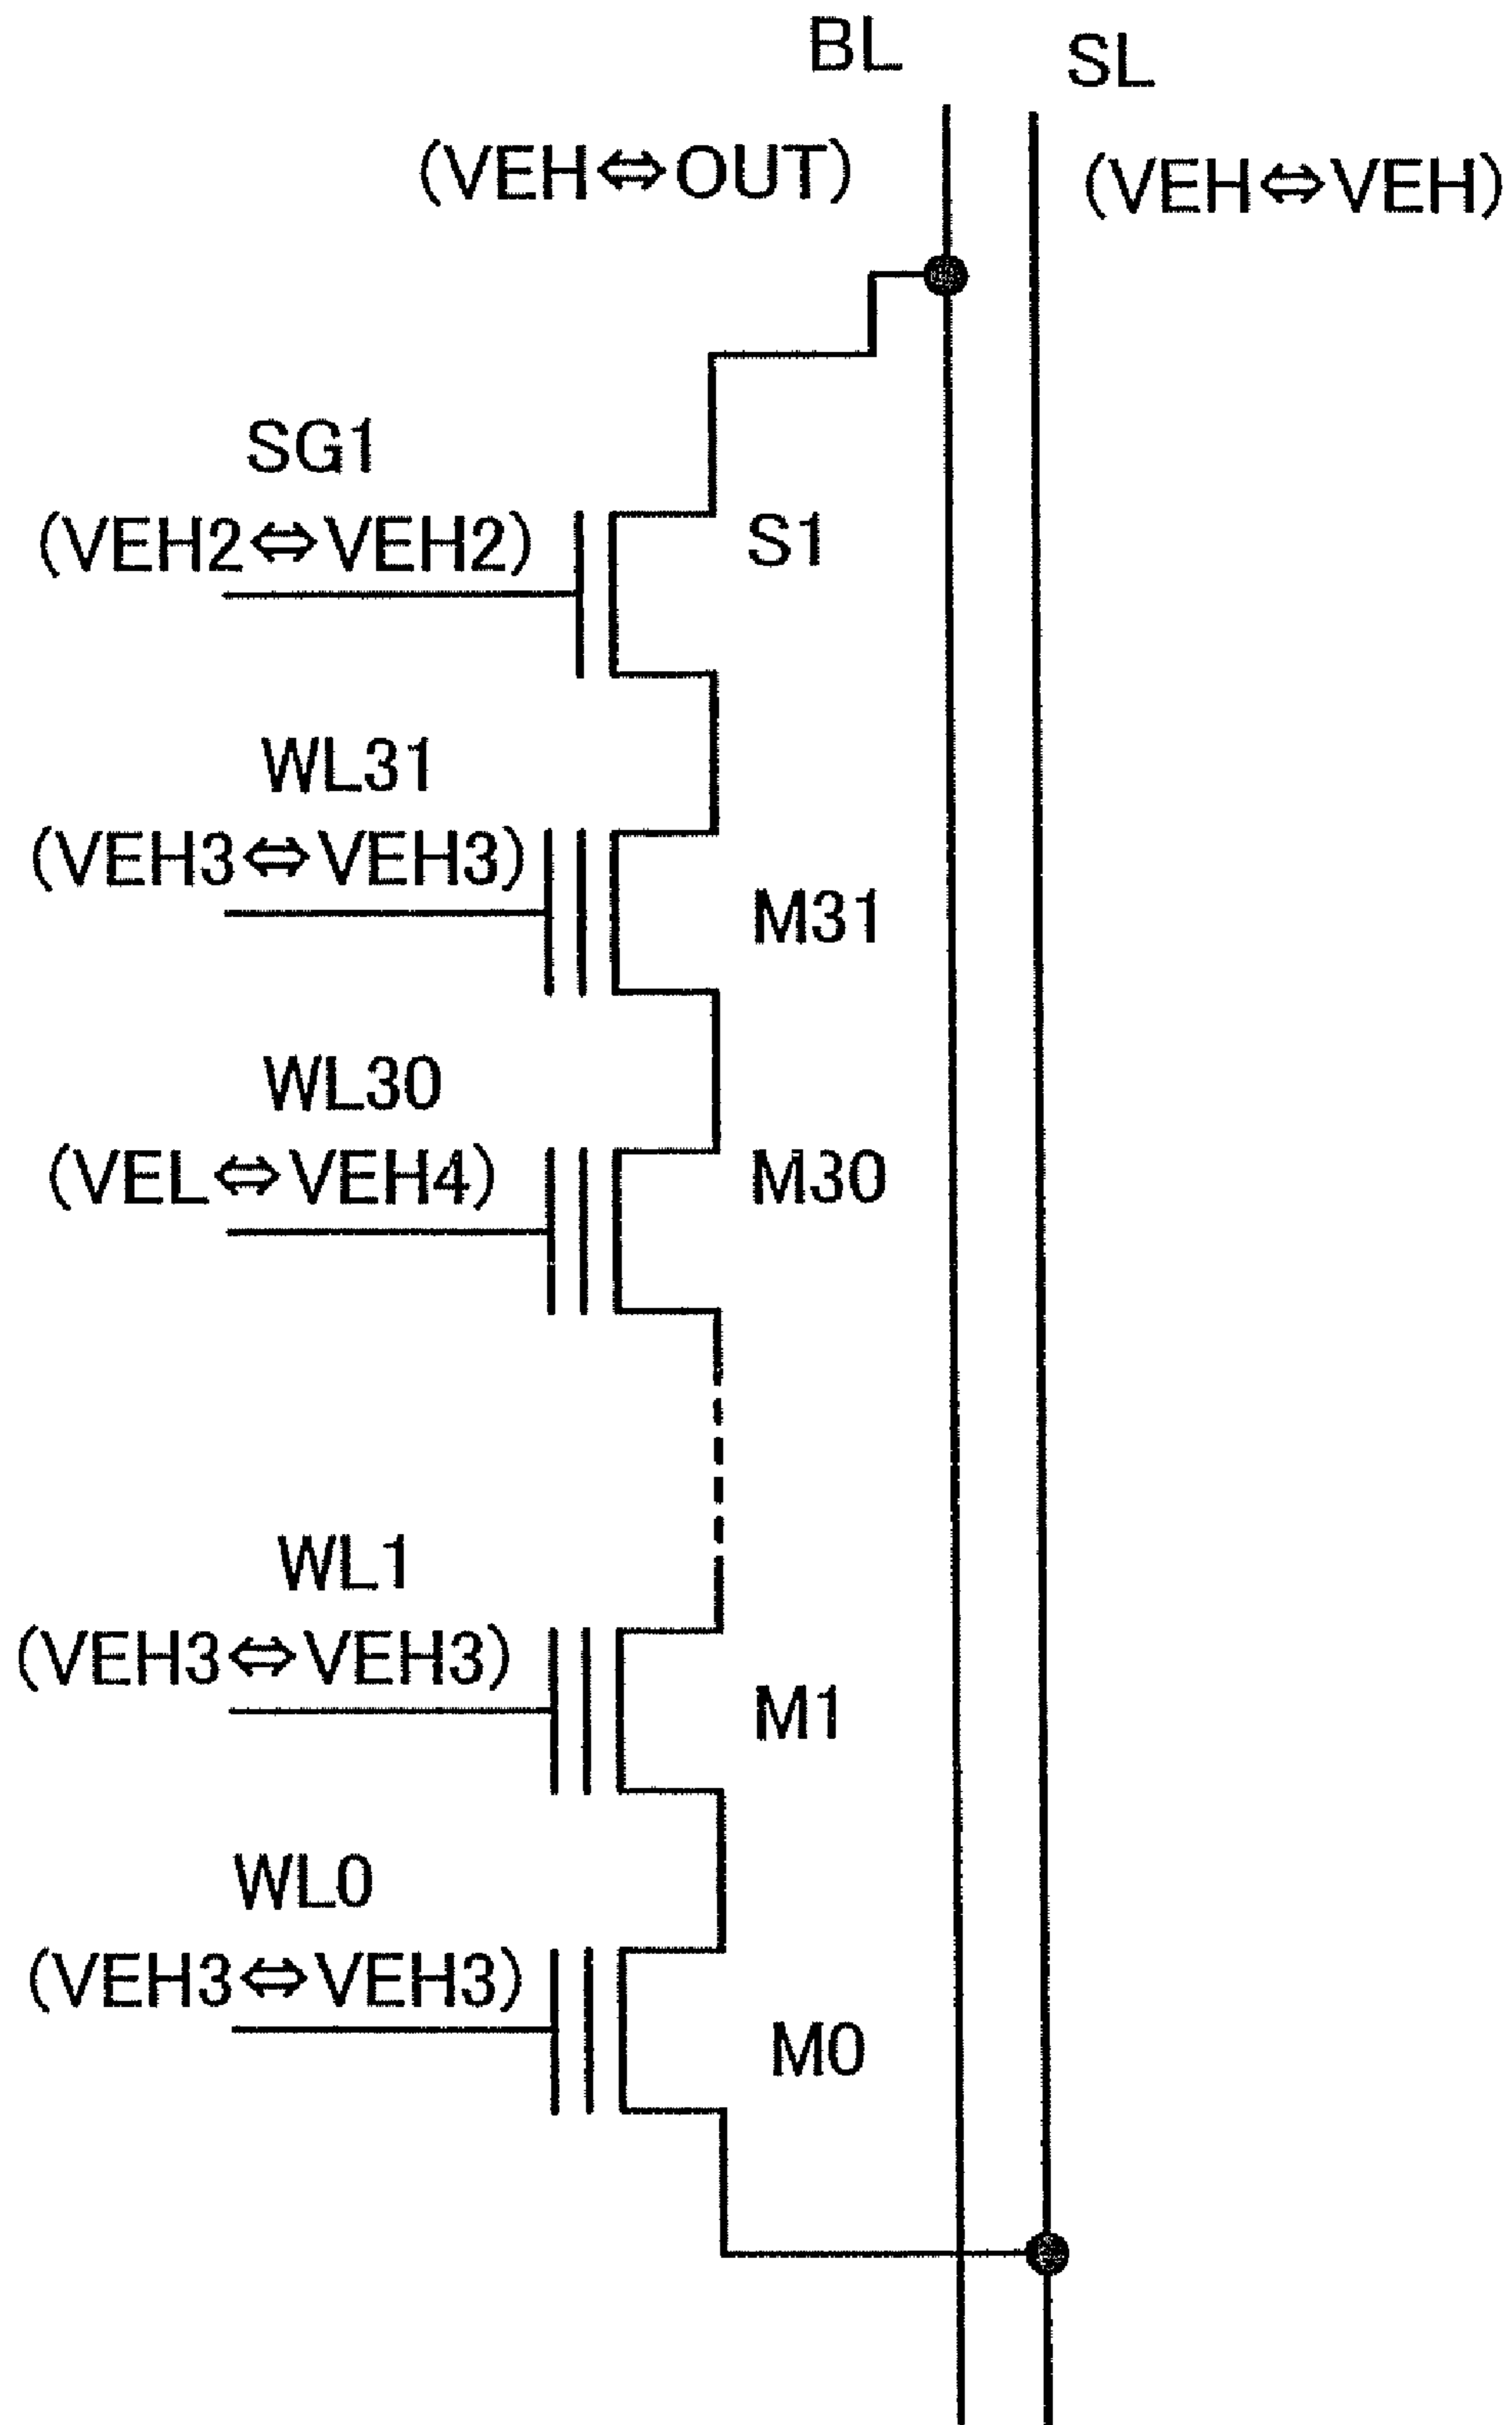 BL
SL
(VEH⇔OUT)
(VEH⇔VEH)
SG1
(VEH2⇔VEH2)
S1
WL31
(VEH3⇔VEH3)
M31
WL30
(VEL⇔VEH4)
M30
WL1
(VEH3⇔VEH3)
M1
WL0
(VEH3⇔VEH3)
M0